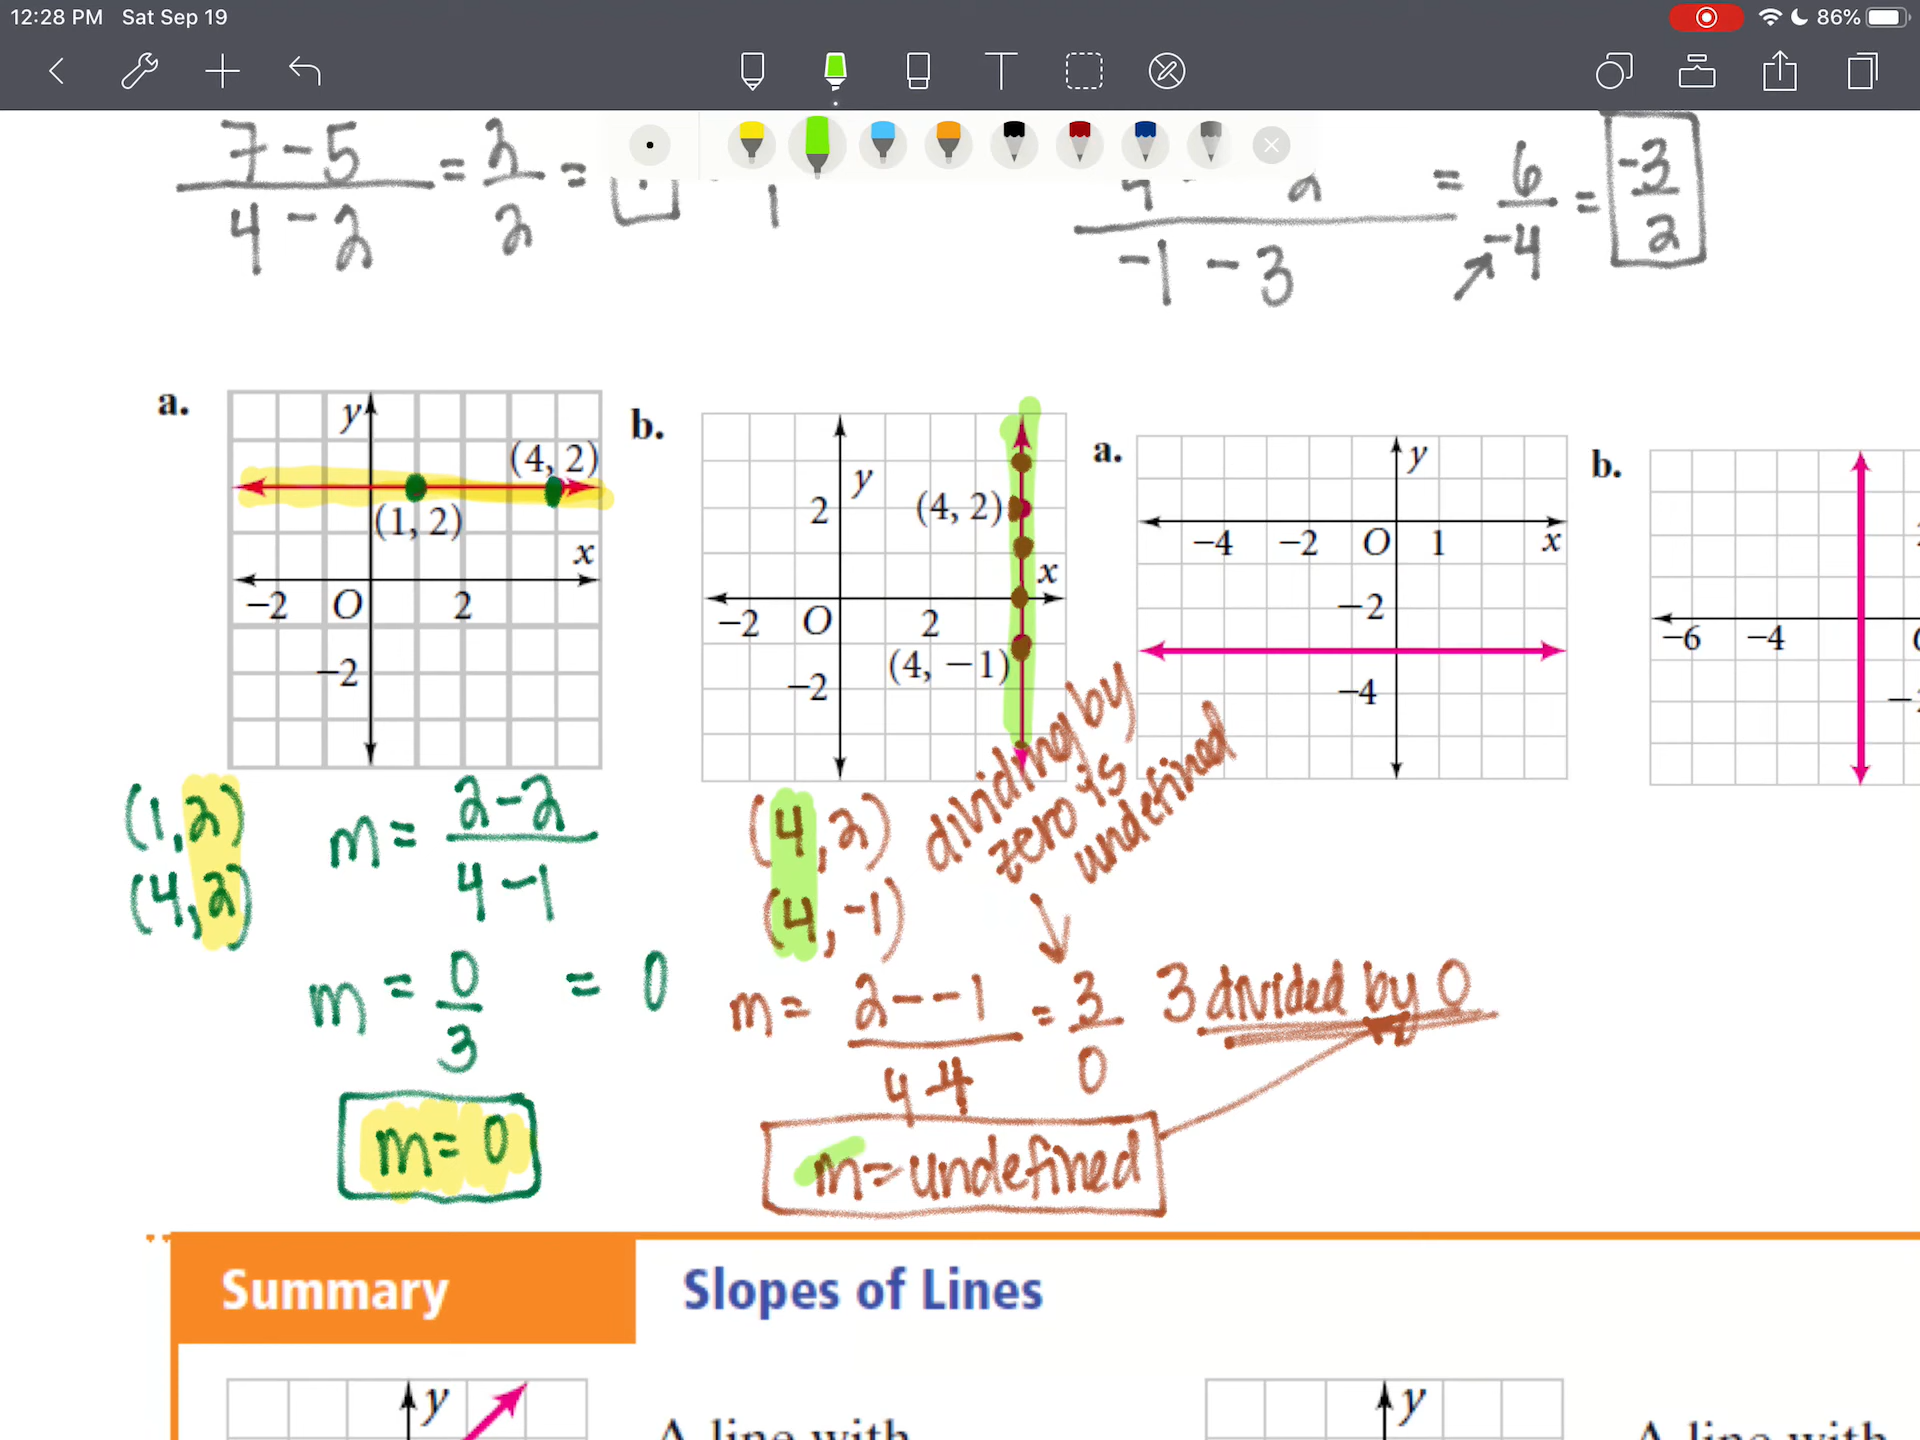 12:28 PM Sat Sep 19 86%
7-5 = 2 =
4-2 2 1
= 6 = -3
-1 -3 -4 2
a.
y
(4, 2)
(1, 2)
x
-2 O 2
-2
b.
y
2 (4, 2)
x
-2 O 2
(4, -1)
-2
a.
y
-4 -2 O 1 x
-2
-4
b.
-6 -4
(1,2)
(4,2)
m = 2-2
4-1
m = 0 = 0
3
m = 0
(4,2)
(4,-1)
dividing by
zero is
undefined
m = 2--1 = 3
4-4 0
3 divided by 0
m = undefined
Summary Slopes of Lines
y
A line with
y
A line with